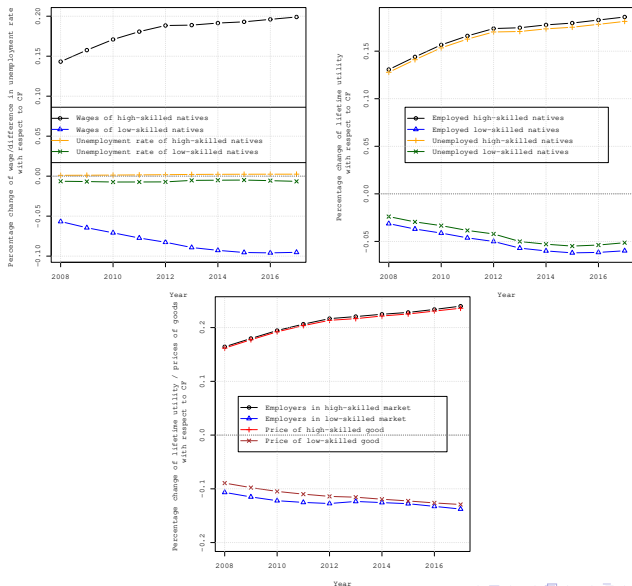 Percentage change of wage/difference in unemployment rate
with respect to CF
0.20
0.15
0.10
0.05
0.00
-0.05
-0.10
Wages of high-skilled natives
Wages of low-skilled natives
Unemployment rate of high-skilled natives
Unemployment rate of low-skilled natives
2008 2010 2012 2014 2016
Year
Percentage change of lifetime utility
with respect to CF
0.15
0.10
0.05
0.00
-0.05
Employed high-skilled natives
Employed low-skilled natives
Unemployed high-skilled natives
Unemployed low-skilled natives
2008 2010 2012 2014 2016
Year
Percentage change of lifetime utility / prices of goods
with respect to CF
0.2
0.1
0.0
-0.1
-0.2
Employers in high-skilled market
Employers in low-skilled market
Price of high-skilled good
Price of low-skilled good
2008 2010 2012 2014 2016
Year